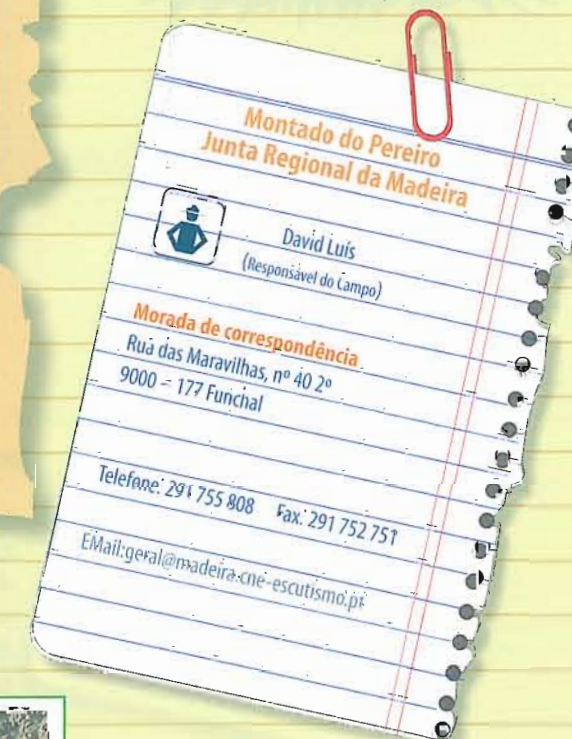 Montado do Pereiro
Junta Regional da Madeira
David Luís
(Responsável do Campo)
Morada de correspondência
Rua das Maravilhas, nº 40 2º
9000 – 177 Funchal
Telefone: 291 755 808 Fax: 291 752 751
EMail:geral@madeira.cne-escutismo.pt